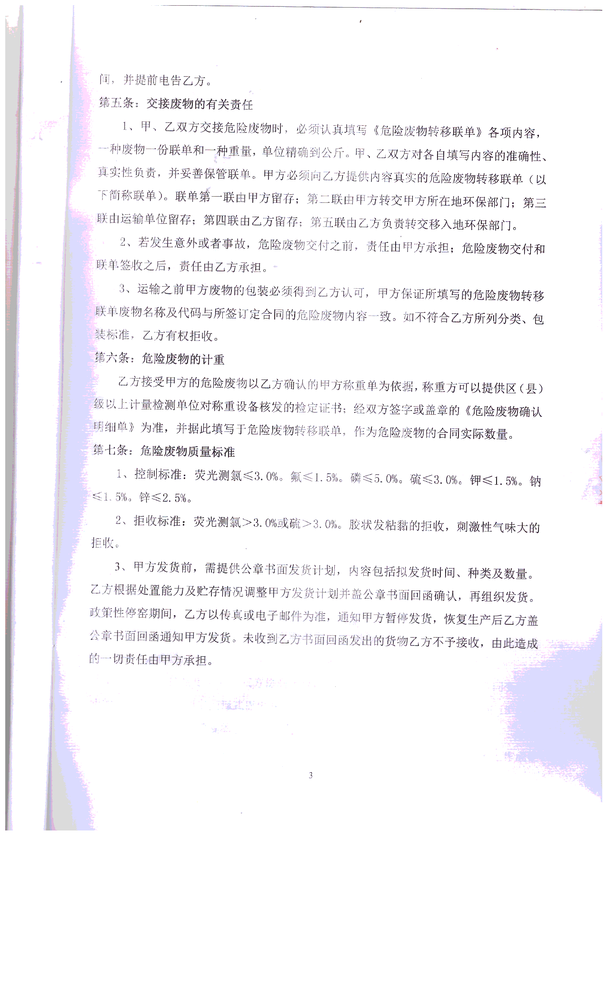 间，并提前电告乙方。
第五条：交接废物的有关责任
1、甲、乙双方交接危险废物时，必须认真填写《危险废物转移联单》各项内容，
一种废物一份联单和一种重量，单位精确到公斤。甲、乙双方对各自填写内容的准确性、
真实性负责，并妥善保管联单。甲方必须向乙方提供内容真实的危险废物转移联单（以
下简称联单）。联单第一联由甲方留存；第二联由甲方转交甲方所在地环保部门；第三
联由运输单位留存；第四联由乙方留存；第五联由乙方负责转交移入地环保部门。
2、若发生意外或者事故，危险废物交付之前，责任由甲方承担；危险废物交付和
联单签收之后，责任由乙方承担。
3、运输之前甲方废物的包装必须得到乙方认可，甲方保证所填写的危险废物转移
联单废物名称及代码与所签订定合同的危险废物内容一致。如不符合乙方所列分类、包
装标准，乙方有权拒收。
第六条：危险废物的计重
乙方接受甲方的危险废物以乙方确认的甲方称重单为依据，称重方可以提供区（县）
级以上计量检测单位对称重设备核发的检定证书；经双方签字或盖章的《危险废物确认
明细单》为准，并据此填写于危险废物转移联单，作为危险废物的合同实际数量。
第七条：危险废物质量标准
1、控制标准：荧光测氯≤3.0%。氟≤1.5%。磷≤5.0%。硫≤3.0%。钾≤1.5%。钠
≤1.5%。锌≤2.5%。
2、拒收标准：荧光测氯＞3.0%或硫＞3.0%。胶状发粘黏的拒收，刺激性气味大的
拒收。
3、甲方发货前，需提供公章书面发货计划，内容包括拟发货时间、种类及数量。
乙方根据处置能力及贮存情况调整甲方发货计划并盖公章书面回函确认，再组织发货。
政策性停窑期间，乙方以传真或电子邮件为准，通知甲方暂停发货，恢复生产后乙方盖
公章书面回函通知甲方发货。未收到乙方书面回函发出的货物乙方不予接收，由此造成
的一切责任由甲方承担。
3